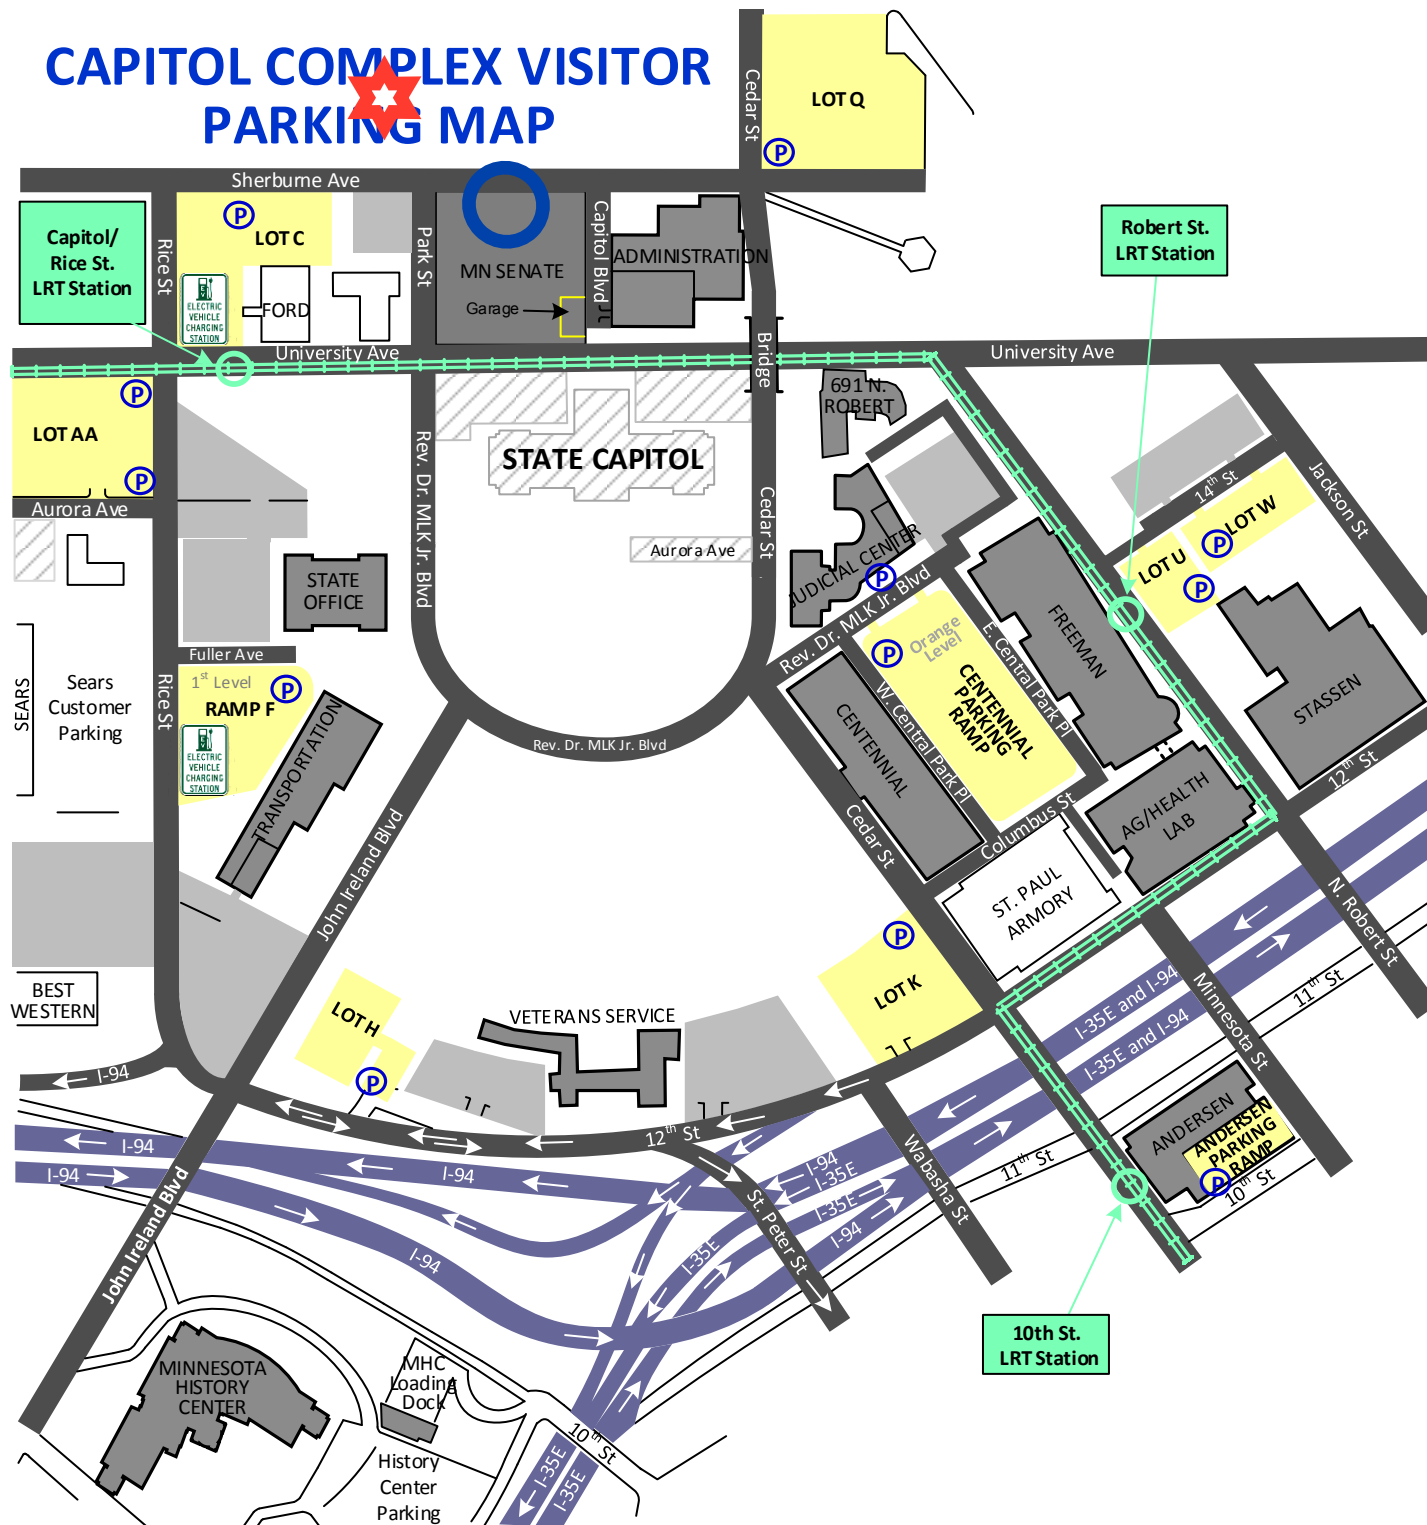 CAPITOL COMPLEX VISITOR
PARKING MAP
Cedar St
LOT Q
P
Sherburne Ave
Capitol/
Rice St.
LRT Station
Rice St
P
LOT C
ELECTRIC
VEHICLE
CHARGING
STATION
FORD
Park St
MN SENATE
Garage
Capitol Blvd
ADMINISTRATION
Robert St.
LRT Station
University Ave
Bridge
University Ave
P
LOT AA
P
Aurora Ave
Rev. Dr. MLK Jr. Blvd
STATE CAPITOL
Aurora Ave
Cedar St
691 N.
ROBERT
JUDICIAL CENTER
P
Rev. Dr. MLK Jr. Blvd
14th St
Jackson St
LOT W
P
LOT U
P
STATE
OFFICE
Fuller Ave
1st Level
P
RAMP F
ELECTRIC
VEHICLE
CHARGING
STATION
Rice St
SEARS
Sears
Customer
Parking
TRANSPORTATION
Rev. Dr. MLK Jr. Blvd
John Ireland Blvd
P
Orange
Level
CENTENNIAL
PARKING
RAMP
E. Central Park Pl
W. Central Park Pl
FREEMAN
STASSEN
CENTENNIAL
Cedar St
Columbus St
AG/HEALTH
LAB
12th St
ST. PAUL
ARMORY
N. Robert St
P
LOT K
BEST
WESTERN
LOT H
P
VETERANS SERVICE
I-35E and I-94
I-35E and I-94
Minnesota St
11th St
I-94
12th St
ANDERSEN
ANDERSEN
PARKING
RAMP
P
10th St
11th St
Wabasha St
I-94
I-94
I-94
I-94
I-35E
I-35E
I-94
I-35E
St. Peter St
I-94
John Ireland Blvd
10th St.
LRT Station
MINNESOTA
HISTORY
CENTER
MHC
Loading
Dock
History
Center
Parking
10th St
I-35E
I-35E